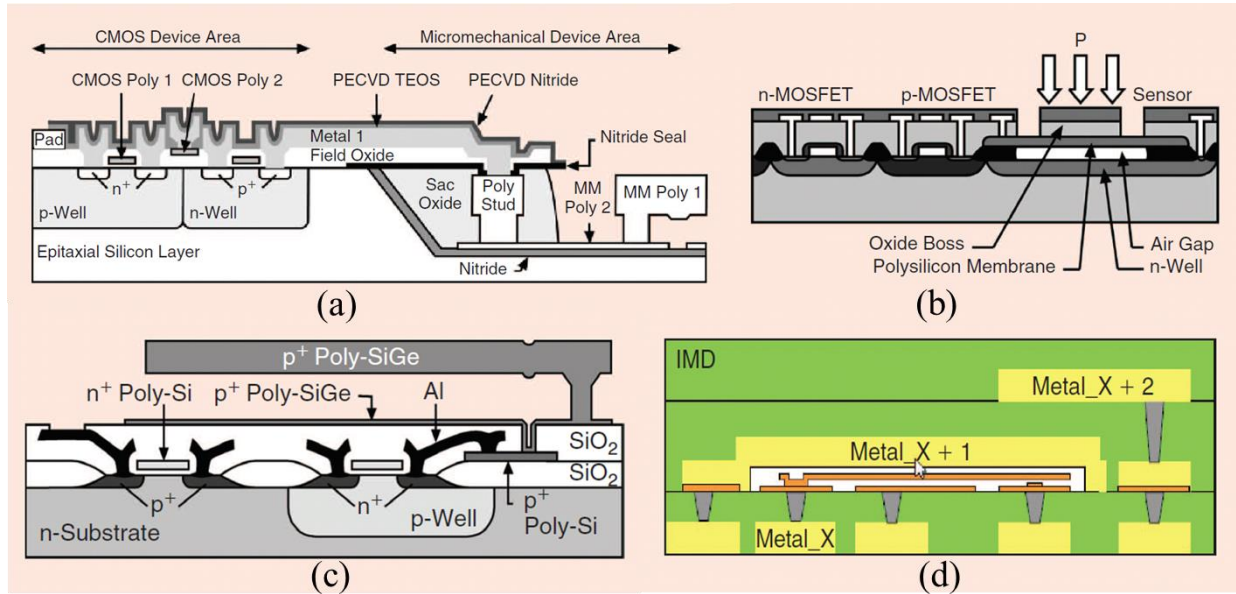 CMOS Device Area
Micromechanical Device Area
CMOS Poly 1
CMOS Poly 2
PECVD TEOS
PECVD Nitride
Pad
Metal 1
Field Oxide
Nitride Seal
n+
p+
p-Well
n-Well
Sac
Oxide
Poly
Stud
MM
Poly 2
MM Poly 1
Epitaxial Silicon Layer
Nitride
(a)
P
n-MOSFET
p-MOSFET
Sensor
Oxide Boss
Air Gap
Polysilicon Membrane
n-Well
(b)
p+ Poly-SiGe
n+ Poly-Si
p+ Poly-SiGe
Al
SiO2
SiO2
p+
n+
p-Well
p+
Poly-Si
n-Substrate
(c)
IMD
Metal_X + 2
Metal_X + 1
Metal_X
(d)